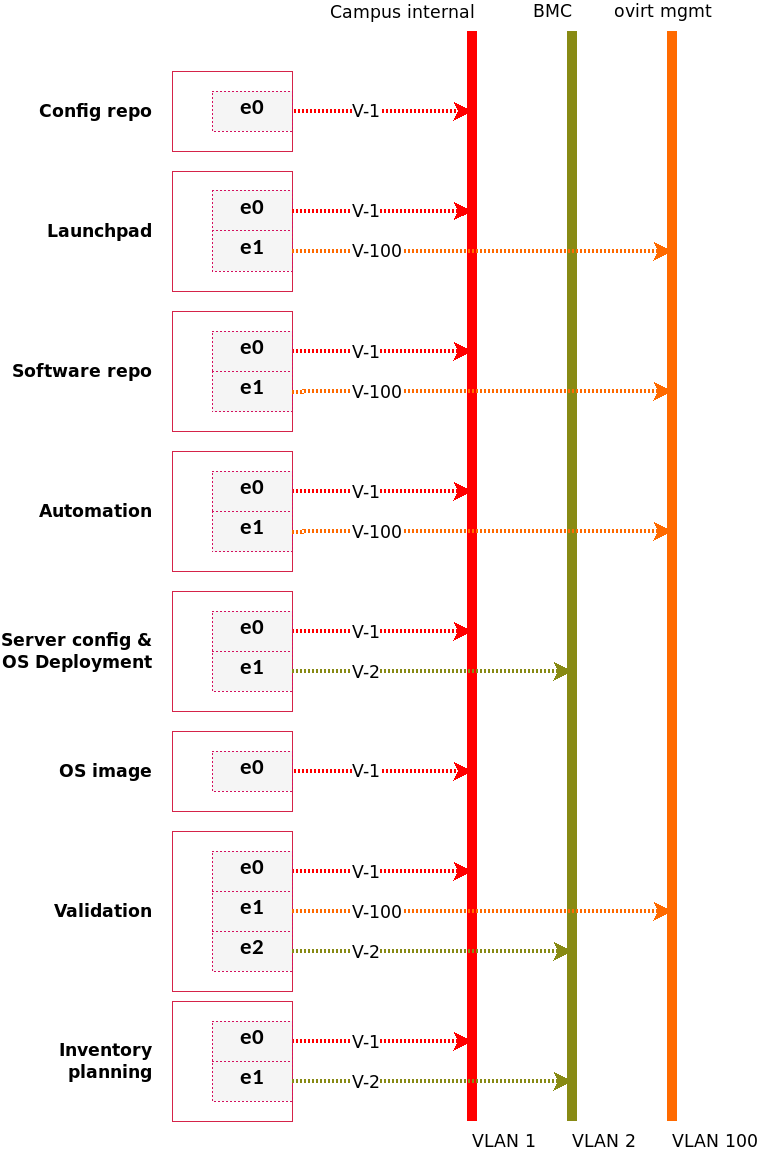 Campus internal BMC ovirt mgmt
Config repo e0 V-1
e0 V-1
Launchpad
e1 V-100
e0 V-1
Software repo
e1 V-100
e0 V-1
Automation
e1 V-100
e0 V-1
Server config &
OS Deployment
e1 V-2
OS image e0 V-1
e0 V-1
Validation e1 V-100
e2 V-2
e0 V-1
Inventory
planning
e1 V-2
VLAN 1 VLAN 2 VLAN 100